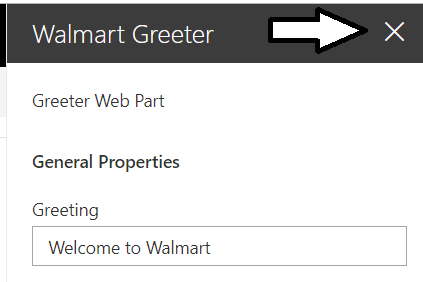 Walmart Greeter
Greeter Web Part
General Properties
Greeting
Welcome to Walmart